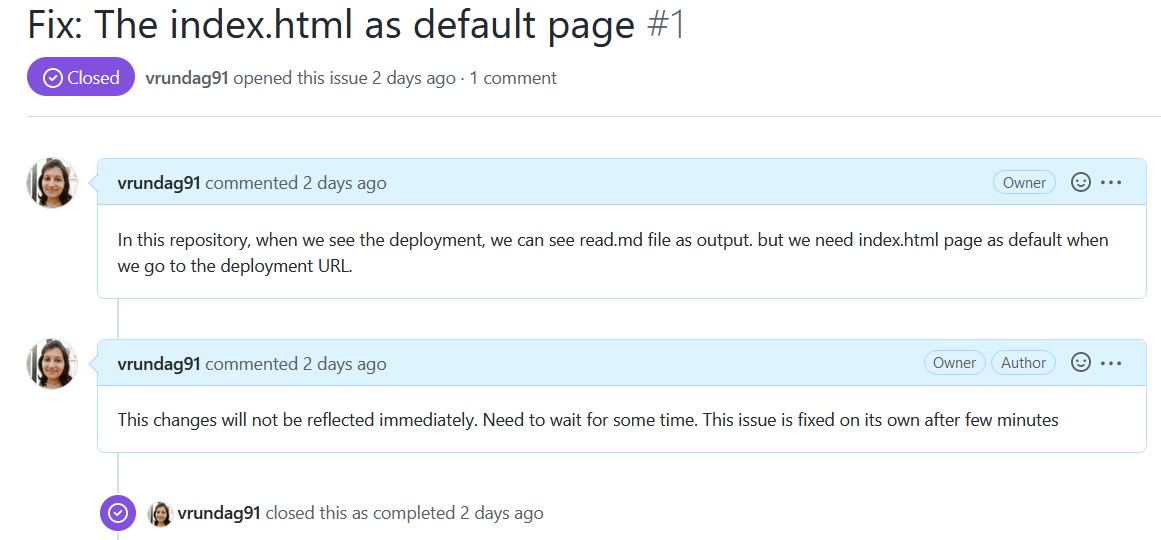 Fix: The index.html as default page #1
Closed vrundag91 opened this issue 2 days ago · 1 comment
vrundag91 commented 2 days ago Owner
In this repository, when we see the deployment, we can see read.md file as output. but we need index.html page as default when
we go to the deployment URL.
vrundag91 commented 2 days ago Owner Author
This changes will not be reflected immediately. Need to wait for some time. This issue is fixed on its own after few minutes
vrundag91 closed this as completed 2 days ago